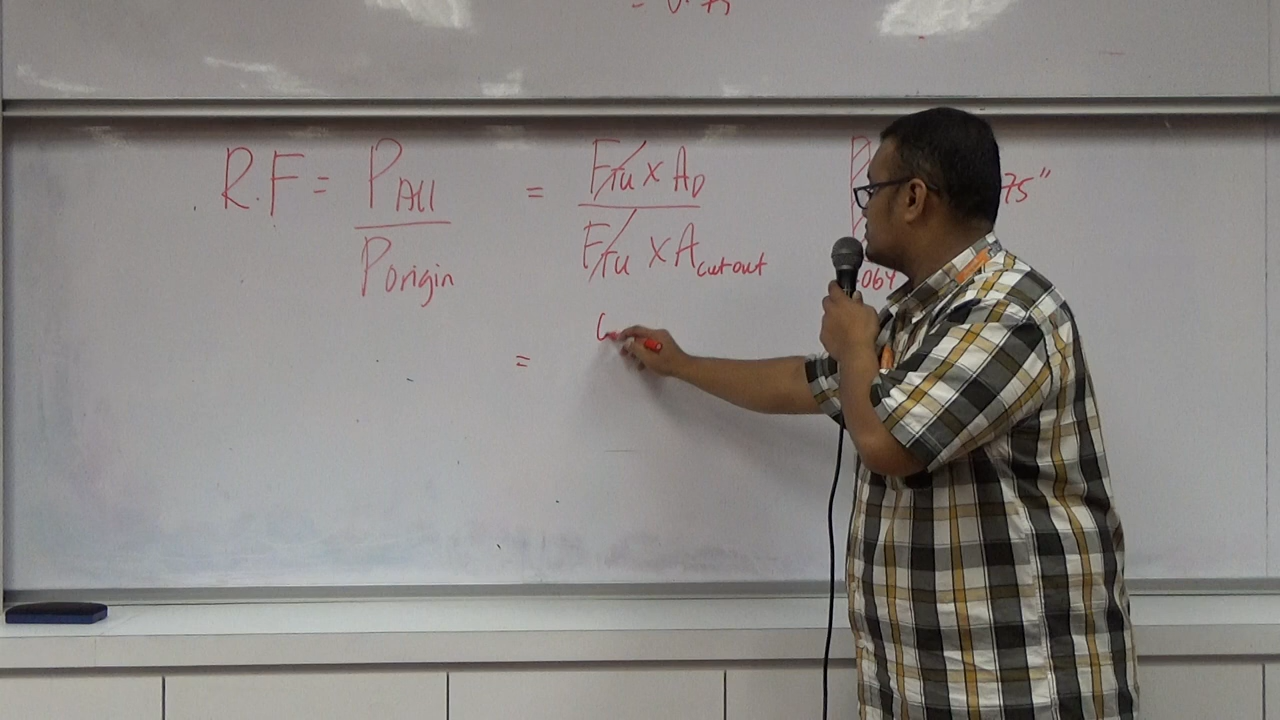 R.F = P_All / P_origin = F_tu x A_D / F_tu x A_cutout
75"
.064
=